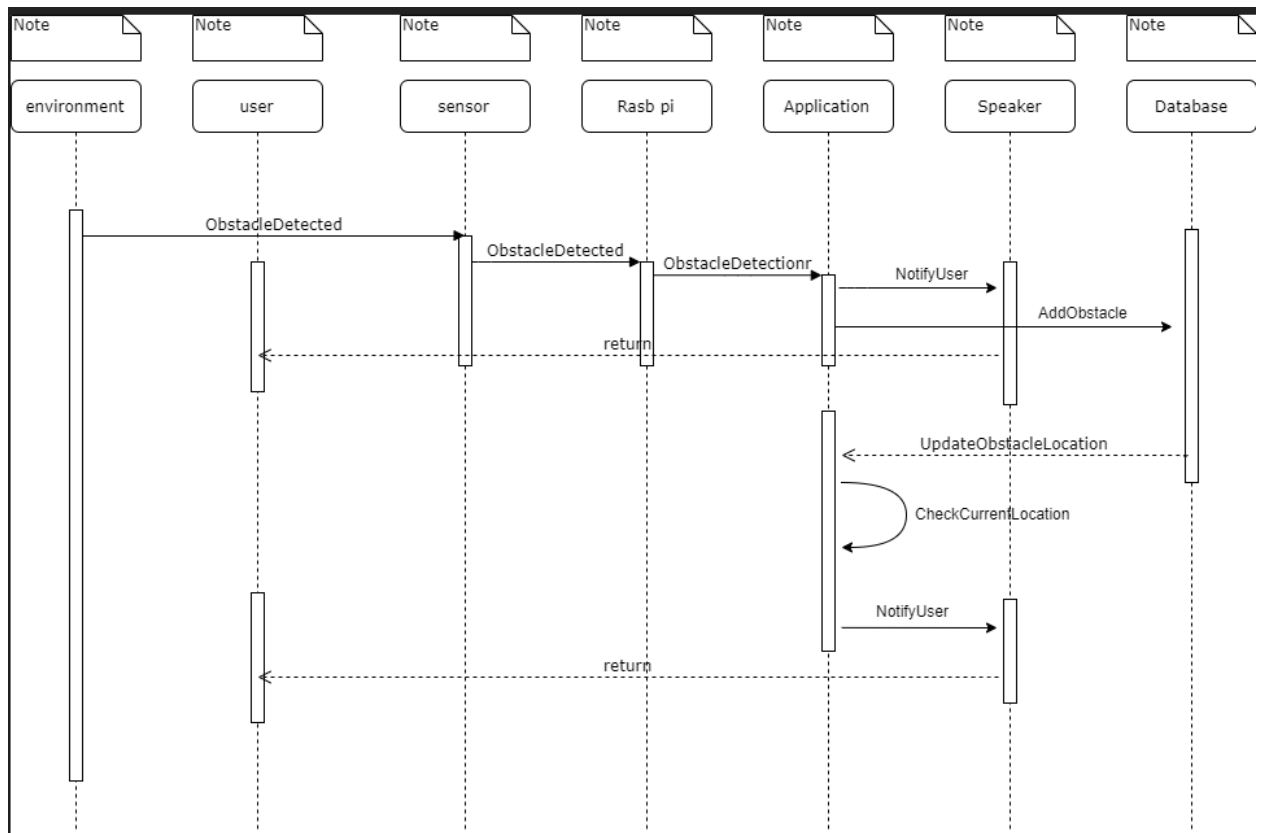 Note
Note
Note
Note
Note
Note
Note
environment
user
sensor
Rasb pi
Application
Speaker
Database
ObstacleDetected
ObstacleDetected
ObstacleDetectionr
NotifyUser
AddObstacle
return
UpdateObstacleLocation
CheckCurrentLocation
NotifyUser
return